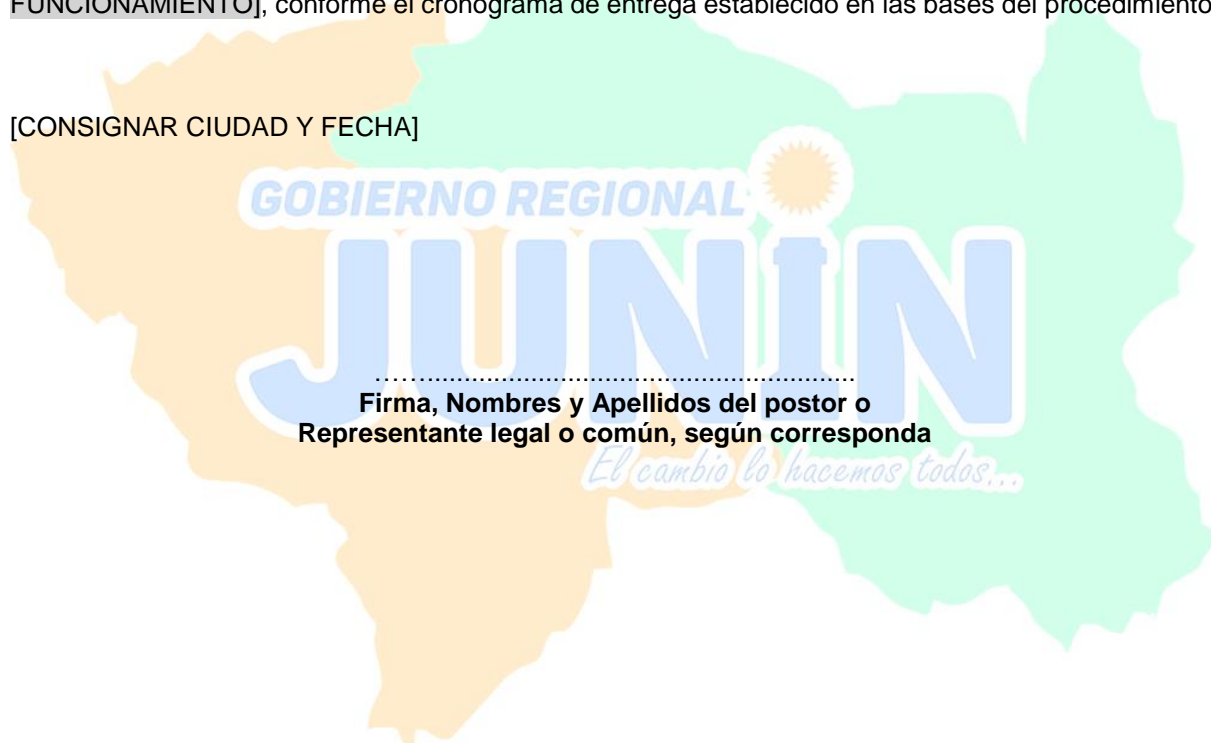 FUNCIONAMIENTO], conforme el cronograma de entrega establecido en las bases del procedimiento
[CONSIGNAR CIUDAD Y FECHA]
GOBIERNO REGIONAL
JUNÍN
……...........................................................
Firma, Nombres y Apellidos del postor o
Representante legal o común, según corresponda
El cambio lo hacemos todos...